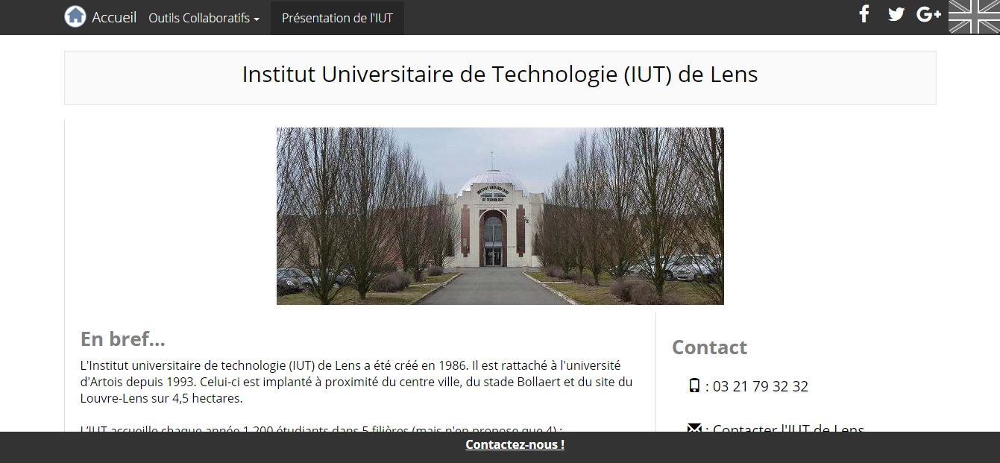 Accueil Outils Collaboratifs Présentation de l'IUT
Institut Universitaire de Technologie (IUT) de Lens
INSTITUT UNIVERSITAIRE
DE TECHNOLOGIE
En bref...
L'Institut universitaire de technologie (IUT) de Lens a été créé en 1986. Il est rattaché à l'université
d'Artois depuis 1993. Celui-ci est implanté à proximité du centre ville, du stade Bollaert et du site du
Louvre-Lens sur 4,5 hectares.
L'IUT accueille chaque année 1 200 étudiants dans 5 filières (mais n'en propose que 4) :
Contact
: 03 21 79 32 32
: Contacter l'IUT de Lens
Contactez-nous !